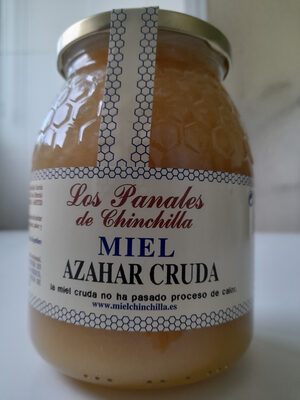 Los Panales
de Chinchilla
MIEL
AZAHAR CRUDA
la miel cruda no ha pasado proceso de calor.
www.mielchinchilla.es